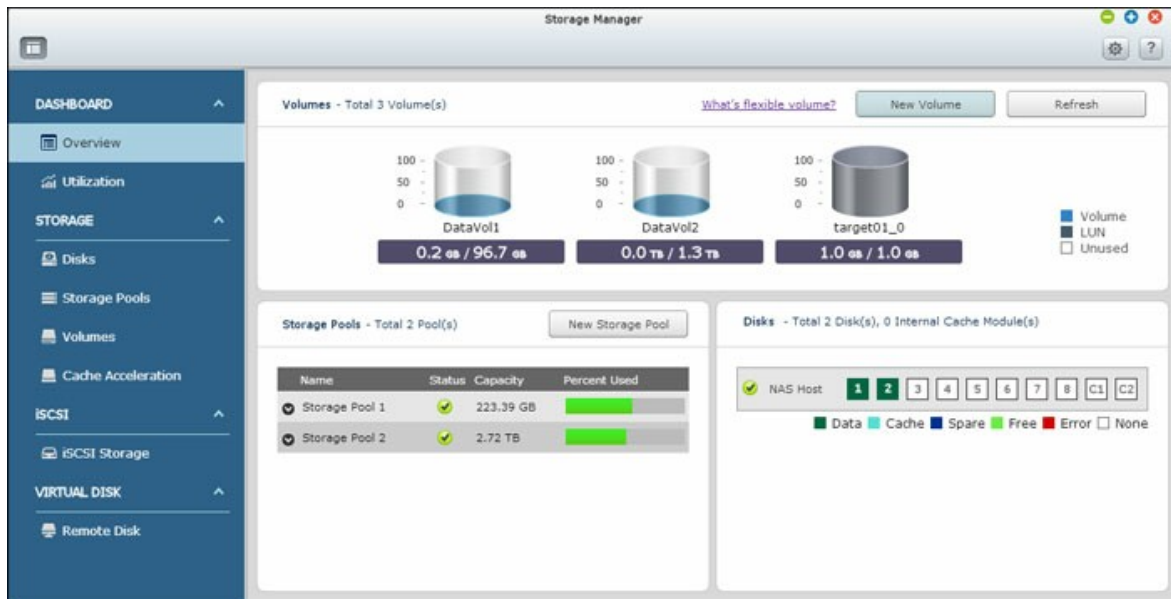 Storage Manager
?
DASHBOARD
Overview
Utilization
STORAGE
Disks
Storage Pools
Volumes
Cache Acceleration
iSCSI
iSCSI Storage
VIRTUAL DISK
Remote Disk
Volumes - Total 3 Volume(s)
What's flexible volume?
New Volume
Refresh
100 -
50 -
0 -
DataVol1
0.2 GB / 96.7 GB
100 -
50 -
0 -
DataVol2
0.0 TB / 1.3 TB
100 -
50 -
0 -
target01_0
1.0 GB / 1.0 GB
Volume
LUN
Unused
Storage Pools - Total 2 Pool(s)
New Storage Pool
Name Status Capacity Percent Used
Storage Pool 1 223.39 GB
Storage Pool 2 2.72 TB
Disks - Total 2 Disk(s), 0 Internal Cache Module(s)
NAS Host 1 2 3 4 5 6 7 8 C1 C2
Data Cache Spare Free Error None